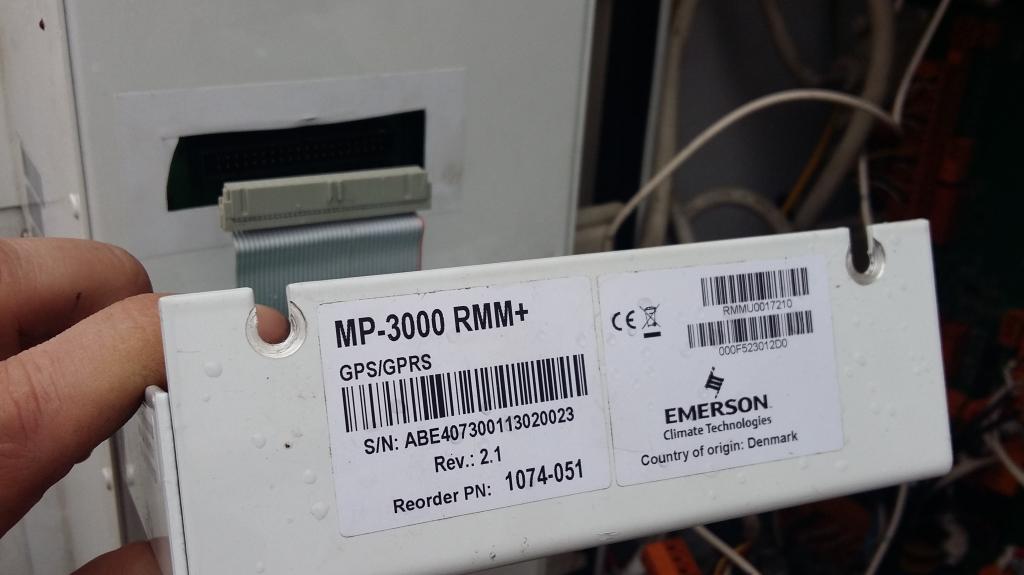 MP-3000 RMM+
GPS/GPRS
S/N: ABE407300113020023
Rev.: 2.1
Reorder PN: 1074-051
CE
RMMU0017210
000F523012D0
EMERSON
Climate Technologies
Country of origin: Denmark